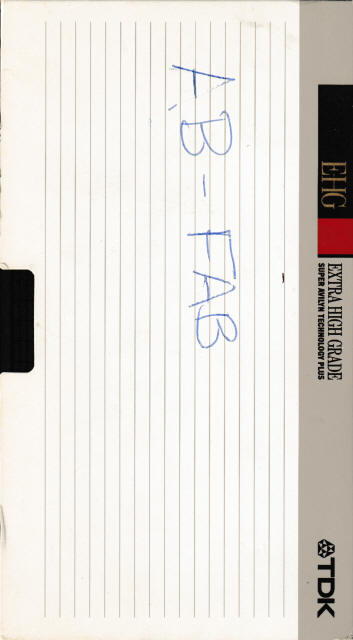 EHG
EXTRA HIGH GRADE
SUPER AVILYN TECHNOLOGY PLUS
TDK
AB-FAB